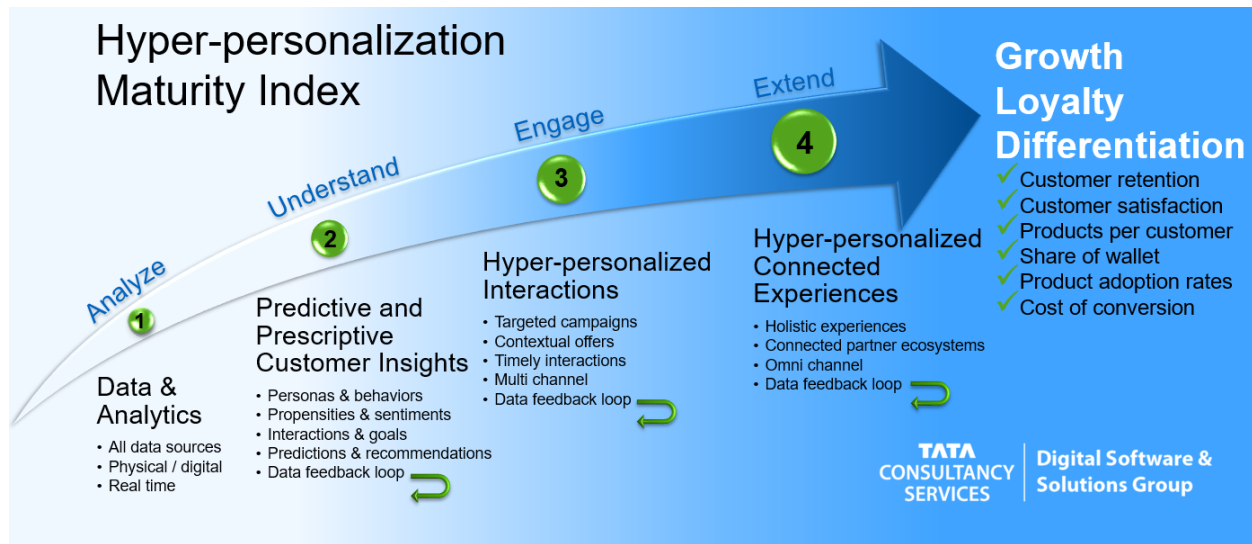 Hyper-personalization
Maturity Index
Analyze
1
Data &
Analytics
• All data sources
• Physical / digital
• Real time
Understand
2
Predictive and
Prescriptive
Customer Insights
• Personas & behaviors
• Propensities & sentiments
• Interactions & goals
• Predictions & recommendations
• Data feedback loop
Engage
3
Hyper-personalized
Interactions
• Targeted campaigns
• Contextual offers
• Timely interactions
• Multi channel
• Data feedback loop
Extend
4
Hyper-personalized
Connected
Experiences
• Holistic experiences
• Connected partner ecosystems
• Omni channel
• Data feedback loop
Growth
Loyalty
Differentiation
✓ Customer retention
✓ Customer satisfaction
✓ Products per customer
✓ Share of wallet
✓ Product adoption rates
✓ Cost of conversion
TATA
CONSULTANCY
SERVICES
Digital Software &
Solutions Group